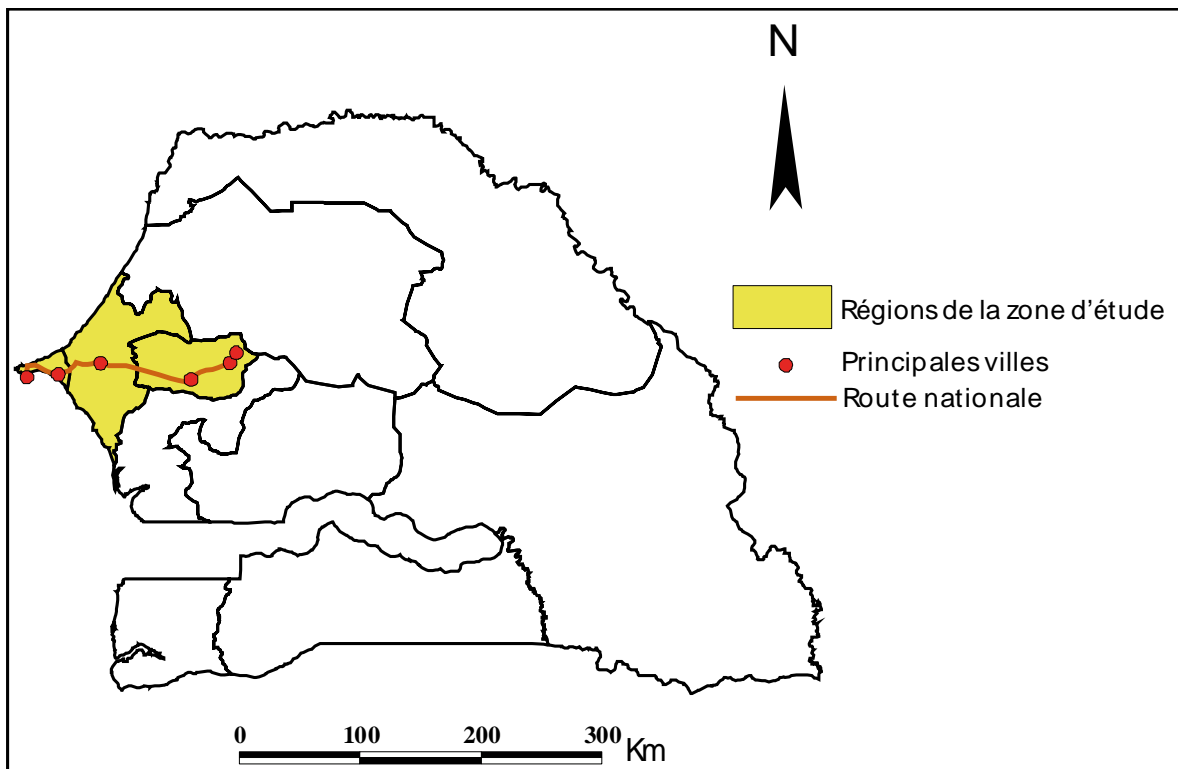 N
Régions de la zone d'étude
Principales villes
Route nationale
0 100 200 300 Km